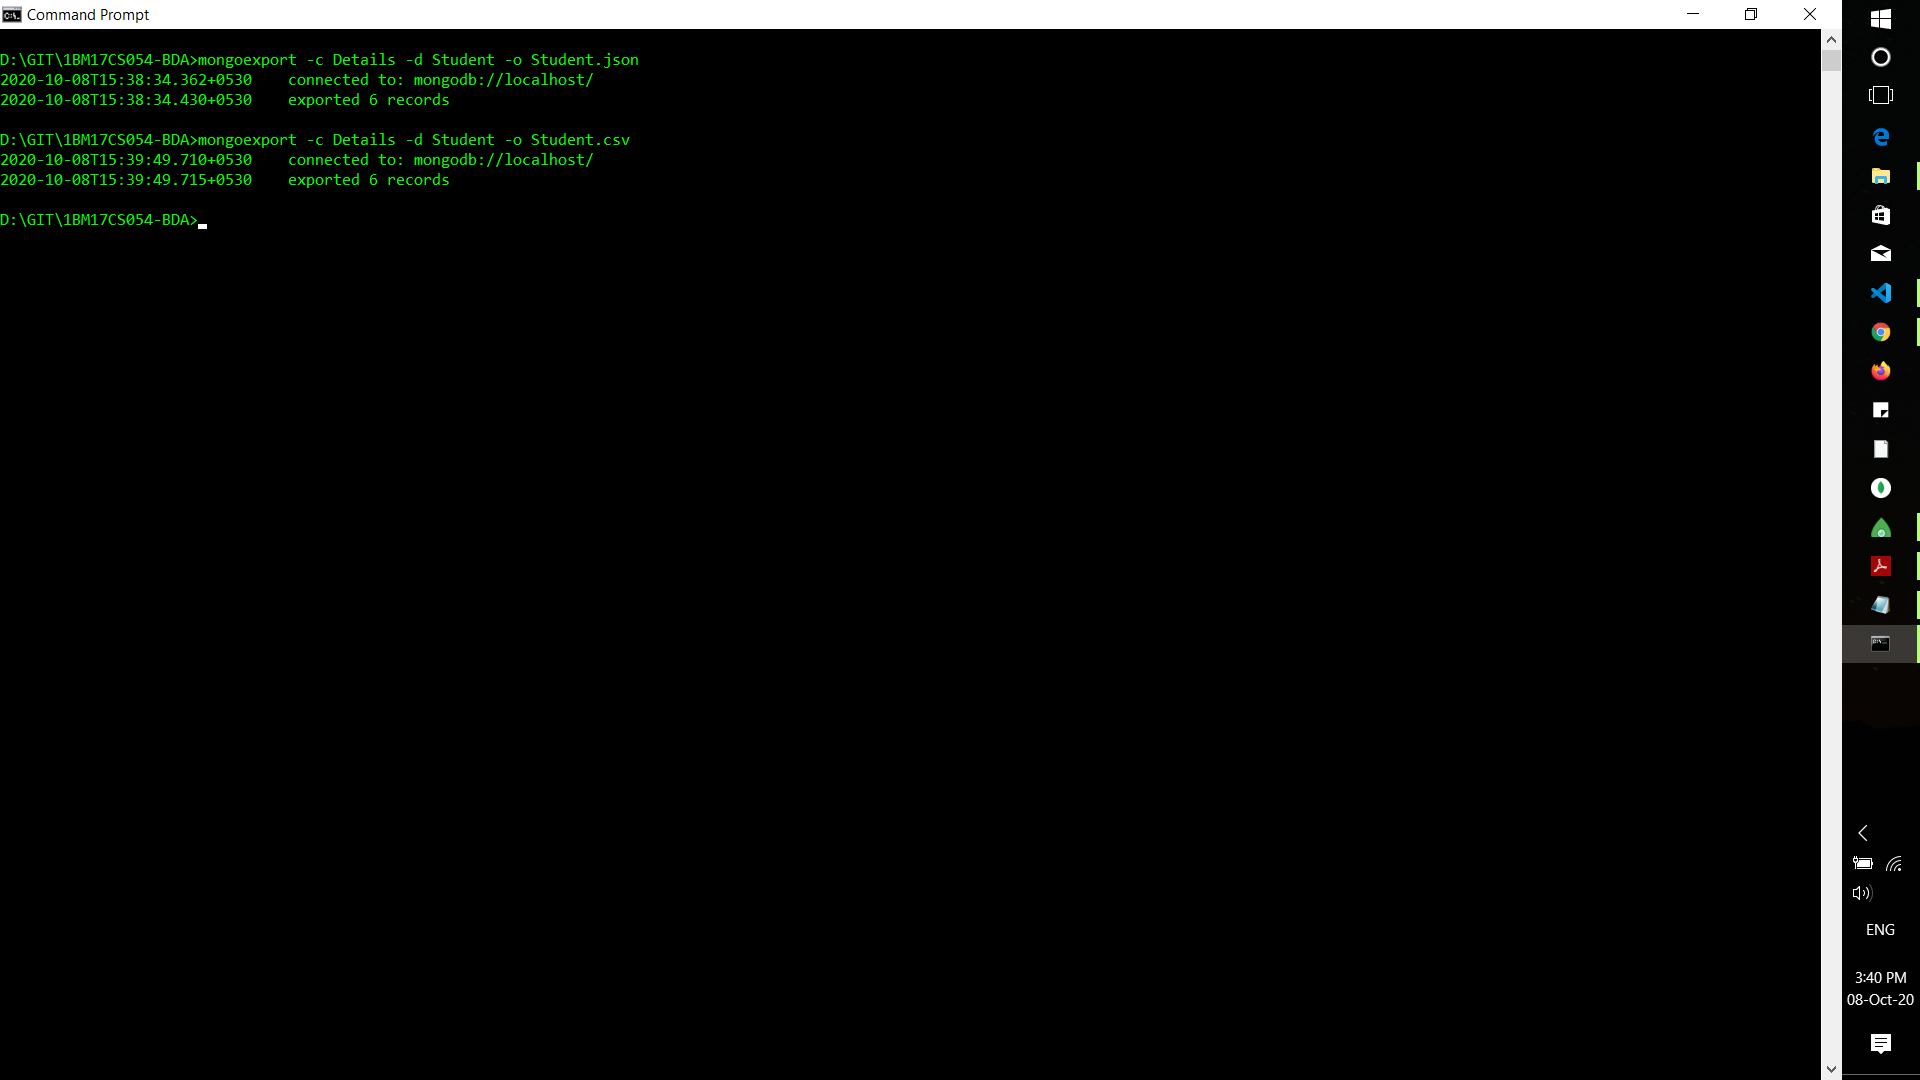 Command Prompt
D:\GIT\1BM17CS054-BDA>mongoexport -c Details -d Student -o Student.json
2020-10-08T15:38:34.362+0530    connected to: mongodb://localhost/
2020-10-08T15:38:34.430+0530    exported 6 records
D:\GIT\1BM17CS054-BDA>mongoexport -c Details -d Student -o Student.csv
2020-10-08T15:39:49.710+0530    connected to: mongodb://localhost/
2020-10-08T15:39:49.715+0530    exported 6 records
D:\GIT\1BM17CS054-BDA>
ENG
3:40 PM
08-Oct-20